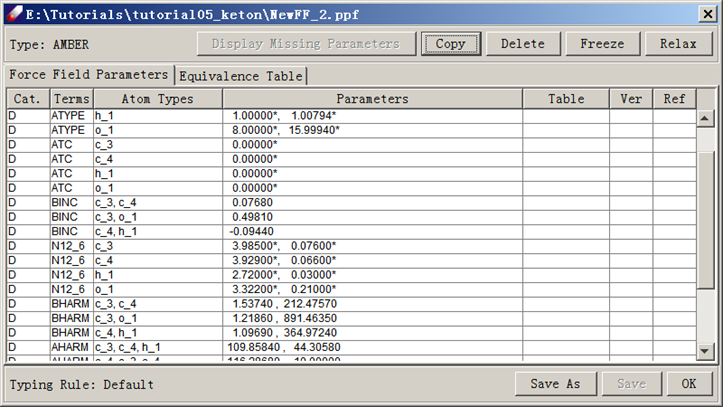 E:\Tutorials\tutorial05_keton\NewFF_2.ppf
Type: AMBER Display Missing Parameters Copy Delete Freeze Relax
Force Field Parameters Equivalence Table
Cat. Terms Atom Types Parameters Table Ver Ref
D ATYPE h_1 1.00000*, 1.00794*
D ATYPE o_1 8.00000*, 15.99940*
D ATC c_3 0.00000*
D ATC c_4 0.00000*
D ATC h_1 0.00000*
D ATC o_1 0.00000*
D BINC c_3, c_4 0.07680
D BINC c_3, o_1 0.49810
D BINC c_4, h_1 -0.09440
D N12_6 c_3 3.98500*, 0.07600*
D N12_6 c_4 3.92900*, 0.06600*
D N12_6 h_1 2.72000*, 0.03000*
D N12_6 o_1 3.32200*, 0.21000*
D BHARM c_3, c_4 1.53740 , 212.47570
D BHARM c_3, o_1 1.21860 , 891.46350
D BHARM c_4, h_1 1.09690 , 364.97240
D AHARM c_3, c_4, h_1 109.85840 , 44.30580
Typing Rule: Default Save As Save OK